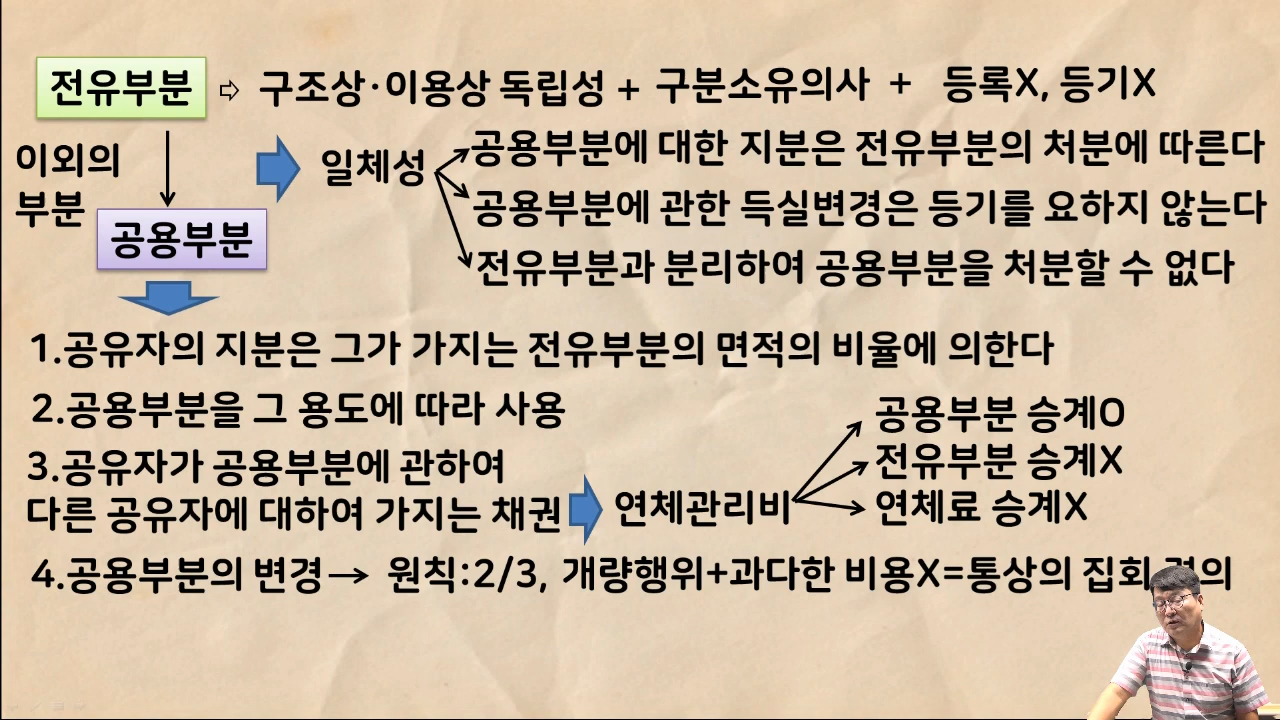 전유부분 ⇨ 구조상·이용상 독립성 + 구분소유의사 + 등록X, 등기X
이외의
부분
공용부분
일체성
공용부분에 대한 지분은 전유부분의 처분에 따른다
공용부분에 관한 득실변경은 등기를 요하지 않는다
전유부분과 분리하여 공용부분을 처분할 수 없다
1.공유자의 지분은 그가 가지는 전유부분의 면적의 비율에 의한다
2.공용부분을 그 용도에 따라 사용
3.공유자가 공용부분에 관하여
다른 공유자에 대하여 가지는 채권
연체관리비
공용부분 승계O
전유부분 승계X
연체료 승계X
4.공용부분의 변경→ 원칙:2/3, 개량행위+과다한 비용X=통상의 집회